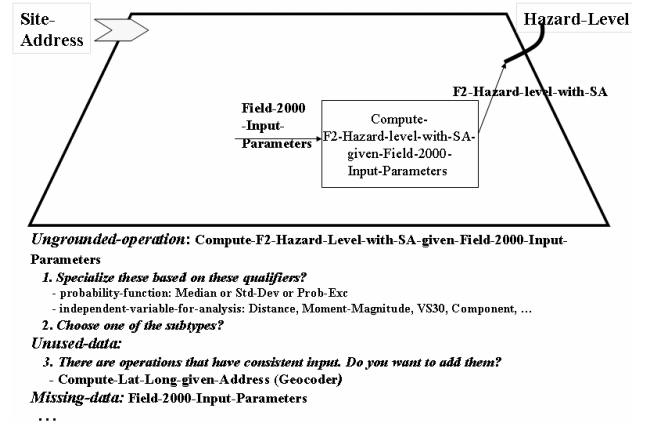 Site-
Address
Hazard-Level
F2-Hazard-level-with-SA
Field-2000
-Input-
Parameters
Compute-
F2-Hazard-level-with-SA-
given-Field-2000-
Input-Parameters
Ungrounded-operation: Compute-F2-Hazard-Level-with-SA-given-Field-2000-Input-
Parameters
1. Specialize these based on these qualifiers?
- probability-function: Median or Std-Dev or Prob-Exc
- independent-variable-for-analysis: Distance, Moment-Magnitude, VS30, Component, ...
2. Choose one of the subtypes?
Unused-data:
3. There are operations that have consistent input. Do you want to add them?
- Compute-Lat-Long-given-Address (Geocoder)
Missing-data: Field-2000-Input-Parameters
...